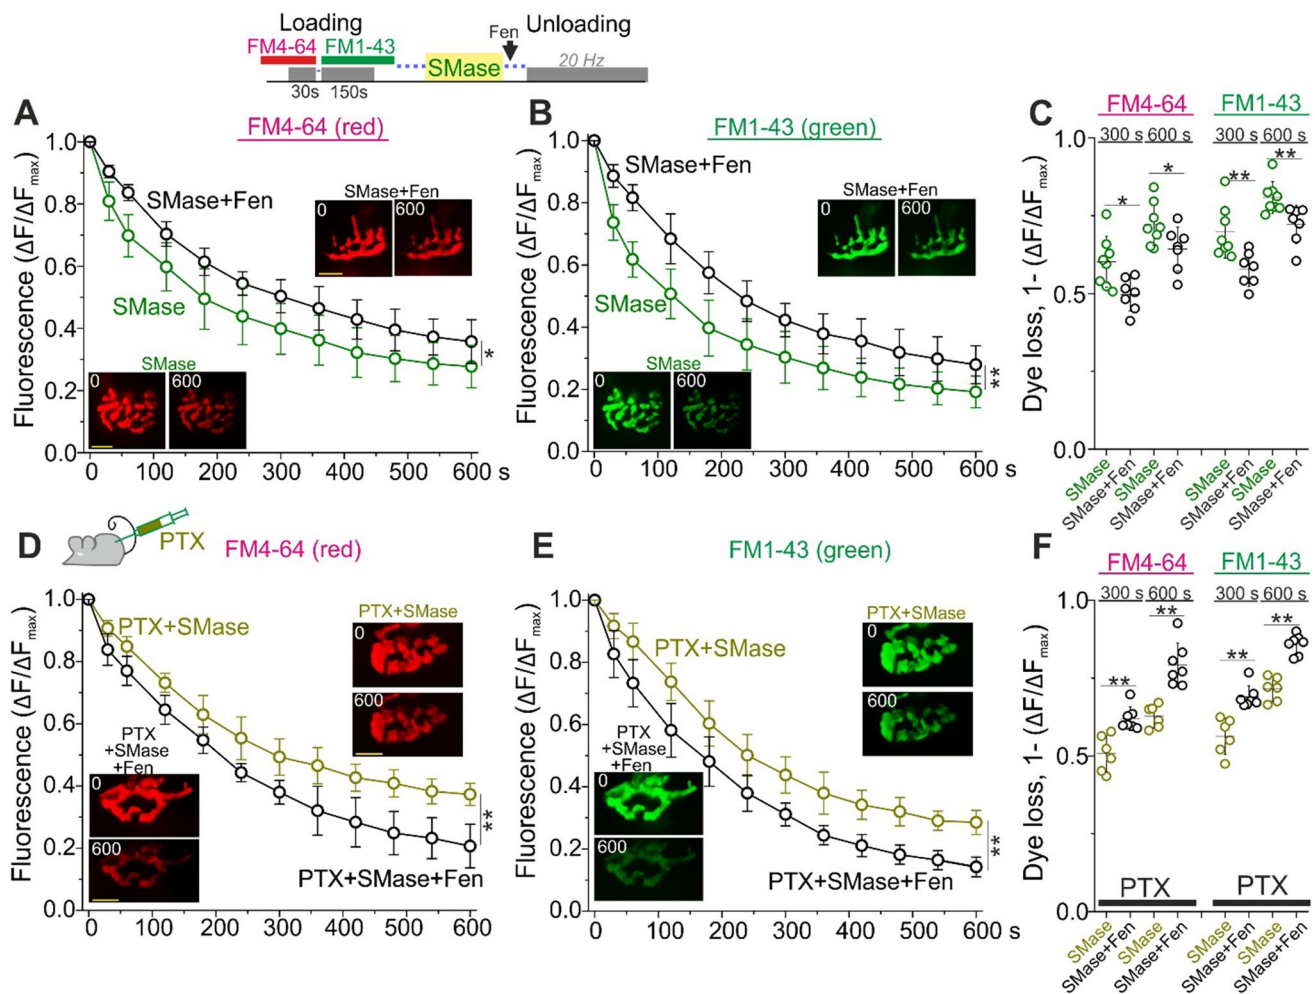 Loading
Fen
Unloading
FM4-64
FM1-43
SMase
20 Hz
30s
150s
A
FM4-64 (red)
Fluorescence (ΔF/ΔFmax)
1.0
0.8
0.6
0.4
0.2
0.0
SMase+Fen
SMase
SMase+Fen
0
600
SMase
0
600
*
0
100
200
300
400
500
600 s
B
FM1-43 (green)
Fluorescence (ΔF/ΔFmax)
1.0
0.8
0.6
0.4
0.2
0.0
SMase+Fen
SMase
SMase+Fen
0
600
SMase
0
600
**
0
100
200
300
400
500
600 s
C
FM4-64
FM1-43
300 s
600 s
300 s
600 s
Dye loss, 1- (ΔF/ΔFmax)
1.0
0.5
0.0
*
*
**
**
SMase
SMase+Fen
SMase
SMase+Fen
SMase
SMase+Fen
SMase
SMase+Fen
PTX
D
FM4-64 (red)
Fluorescence (ΔF/ΔFmax)
1.0
0.8
0.6
0.4
0.2
0.0
PTX+SMase
PTX+SMase
0
600
PTX
+SMase
+Fen
0
600
**
PTX+SMase+Fen
0
100
200
300
400
500
600 s
E
FM1-43 (green)
Fluorescence (ΔF/ΔFmax)
1.0
0.8
0.6
0.4
0.2
0.0
PTX+SMase
PTX+SMase
0
600
PTX
+SMase
+Fen
0
600
**
PTX+SMase+Fen
0
100
200
300
400
500
600 s
F
FM4-64
FM1-43
300 s
600 s
300 s
600 s
Dye loss, 1- (ΔF/ΔFmax)
1.0
0.5
0.0
**
**
**
**
PTX
PTX
SMase
SMase+Fen
SMase
SMase+Fen
SMase
SMase+Fen
SMase
SMase+Fen